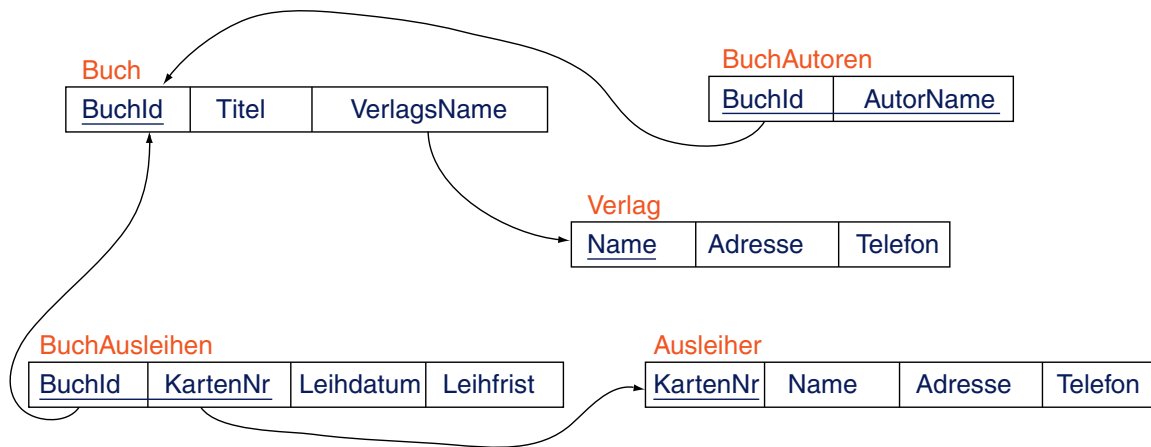 Buch
BuchId Titel VerlagsName
BuchAutoren
BuchId AutorName
Verlag
Name Adresse Telefon
BuchAusleihen
BuchId KartenNr Leihdatum Leihfrist
Ausleiher
KartenNr Name Adresse Telefon